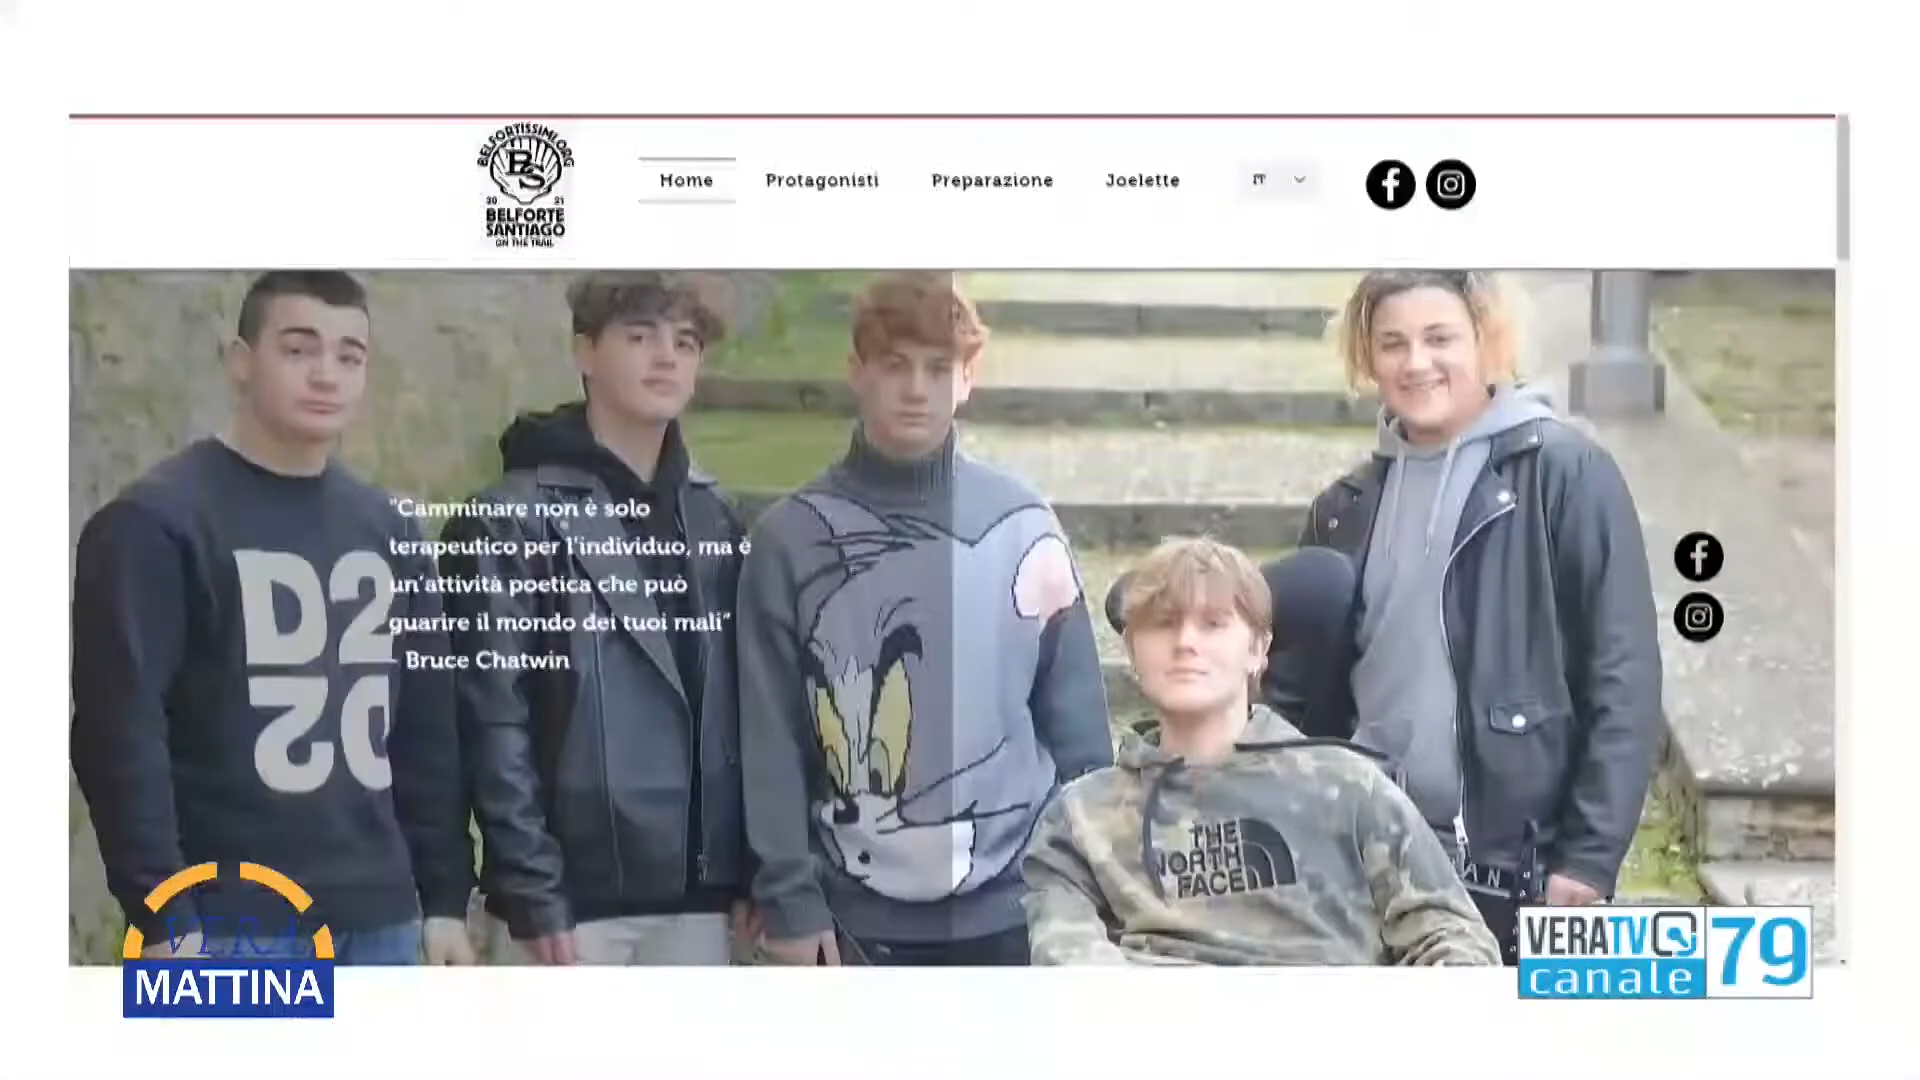 BELFORTISSIMI.ORG
BS
20 21
BELFORTE
SANTIAGO
ON THE TRAIL
Home
Protagonisti
Preparazione
Joelette
IT
"Camminare non è solo
terapeutico per l'individuo, ma è
un'attività poetica che può
guarire il mondo dei tuoi mali"
- Bruce Chatwin
D2
THE
NORTH
FACE
VERA
MATTINA
VERATV
canale
79